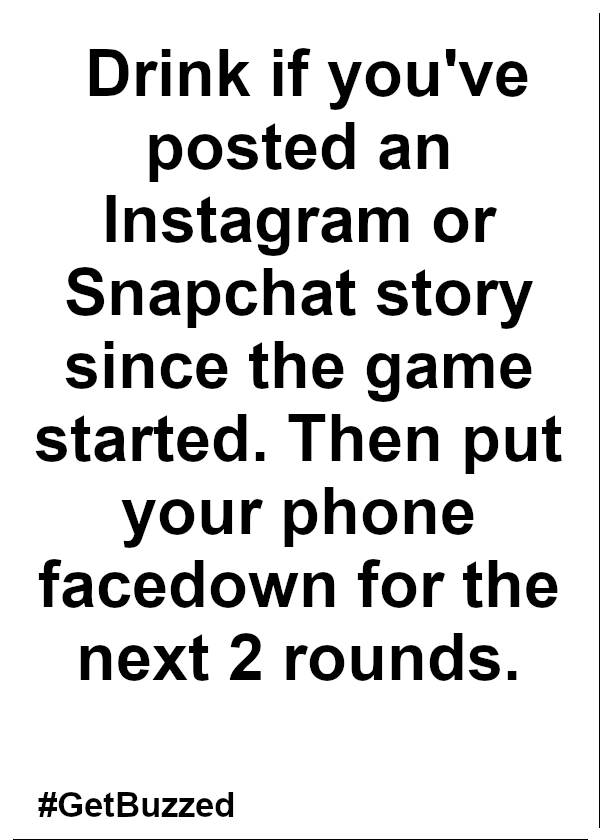 Drink if you've
posted an
Instagram or
Snapchat story
since the game
started. Then put
your phone
facedown for the
next 2 rounds.
#GetBuzzed